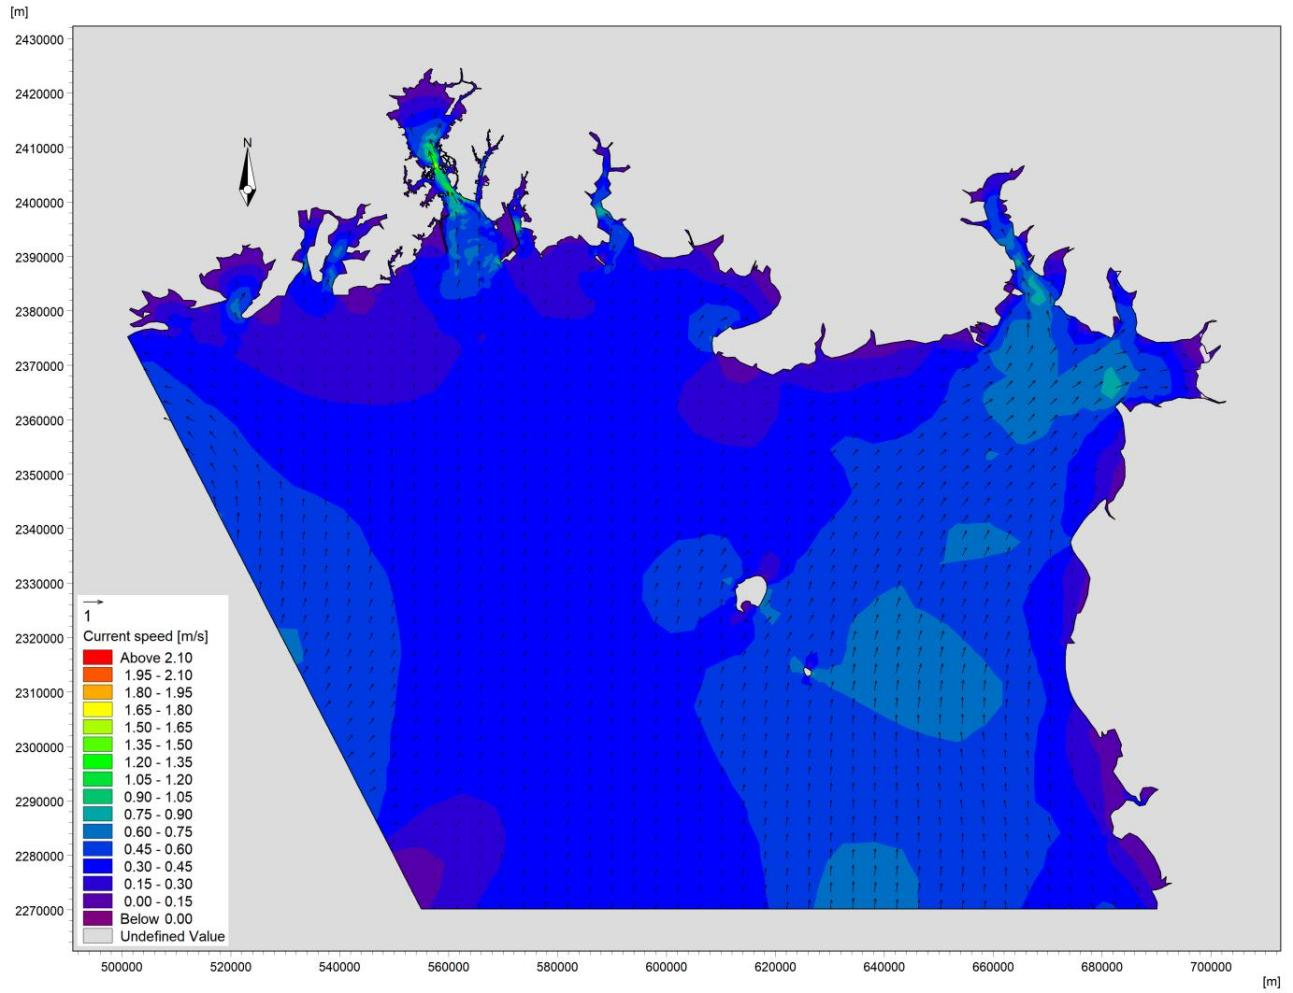 [m]
2430000
2420000
2410000
N
2400000
2390000
2380000
2370000
2360000
2350000
2340000
2330000
2320000
2310000
2300000
2290000
2280000
2270000
1
Current speed [m/s]
Above 2.10
1.95 - 2.10
1.80 - 1.95
1.65 - 1.80
1.50 - 1.65
1.35 - 1.50
1.20 - 1.35
1.05 - 1.20
0.90 - 1.05
0.75 - 0.90
0.60 - 0.75
0.45 - 0.60
0.30 - 0.45
0.15 - 0.30
0.00 - 0.15
Below 0.00
Undefined Value
500000 520000 540000 560000 580000 600000 620000 640000 660000 680000 700000
[m]